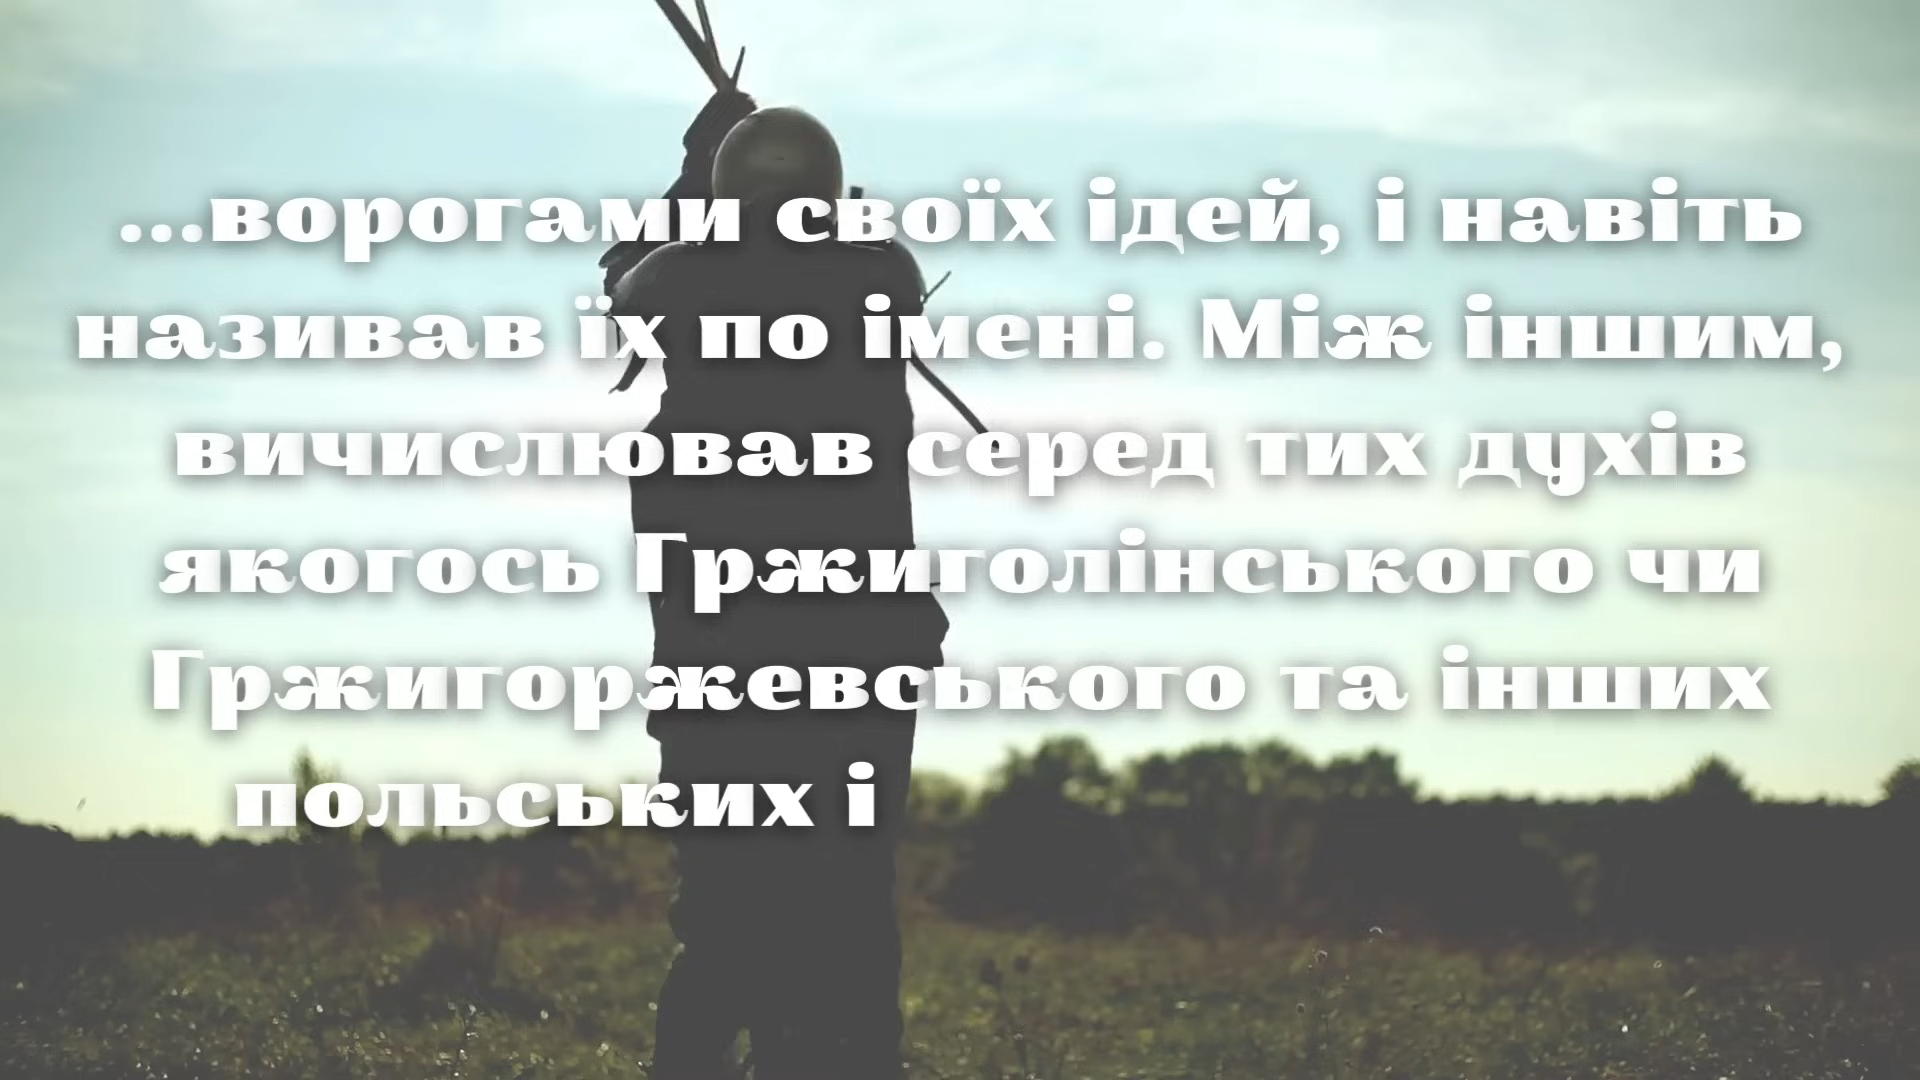 ...ворогами своїх ідей, і навіть
називав їх по імені. Між іншим,
вичислював серед тих духів
якогось Гржиголінського чи
Гржигоржевського та інших
польських і